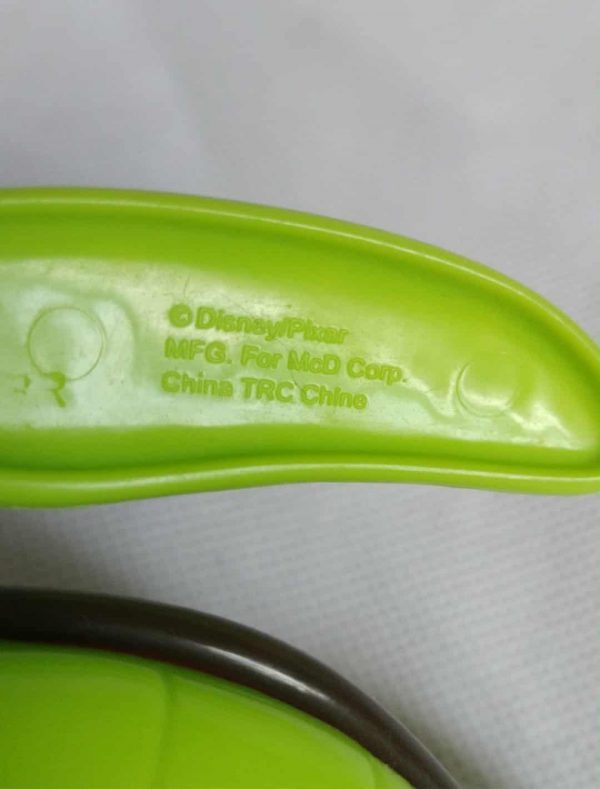 © Disney/Pixar
MFG. For McD Corp.
China TRC Chine